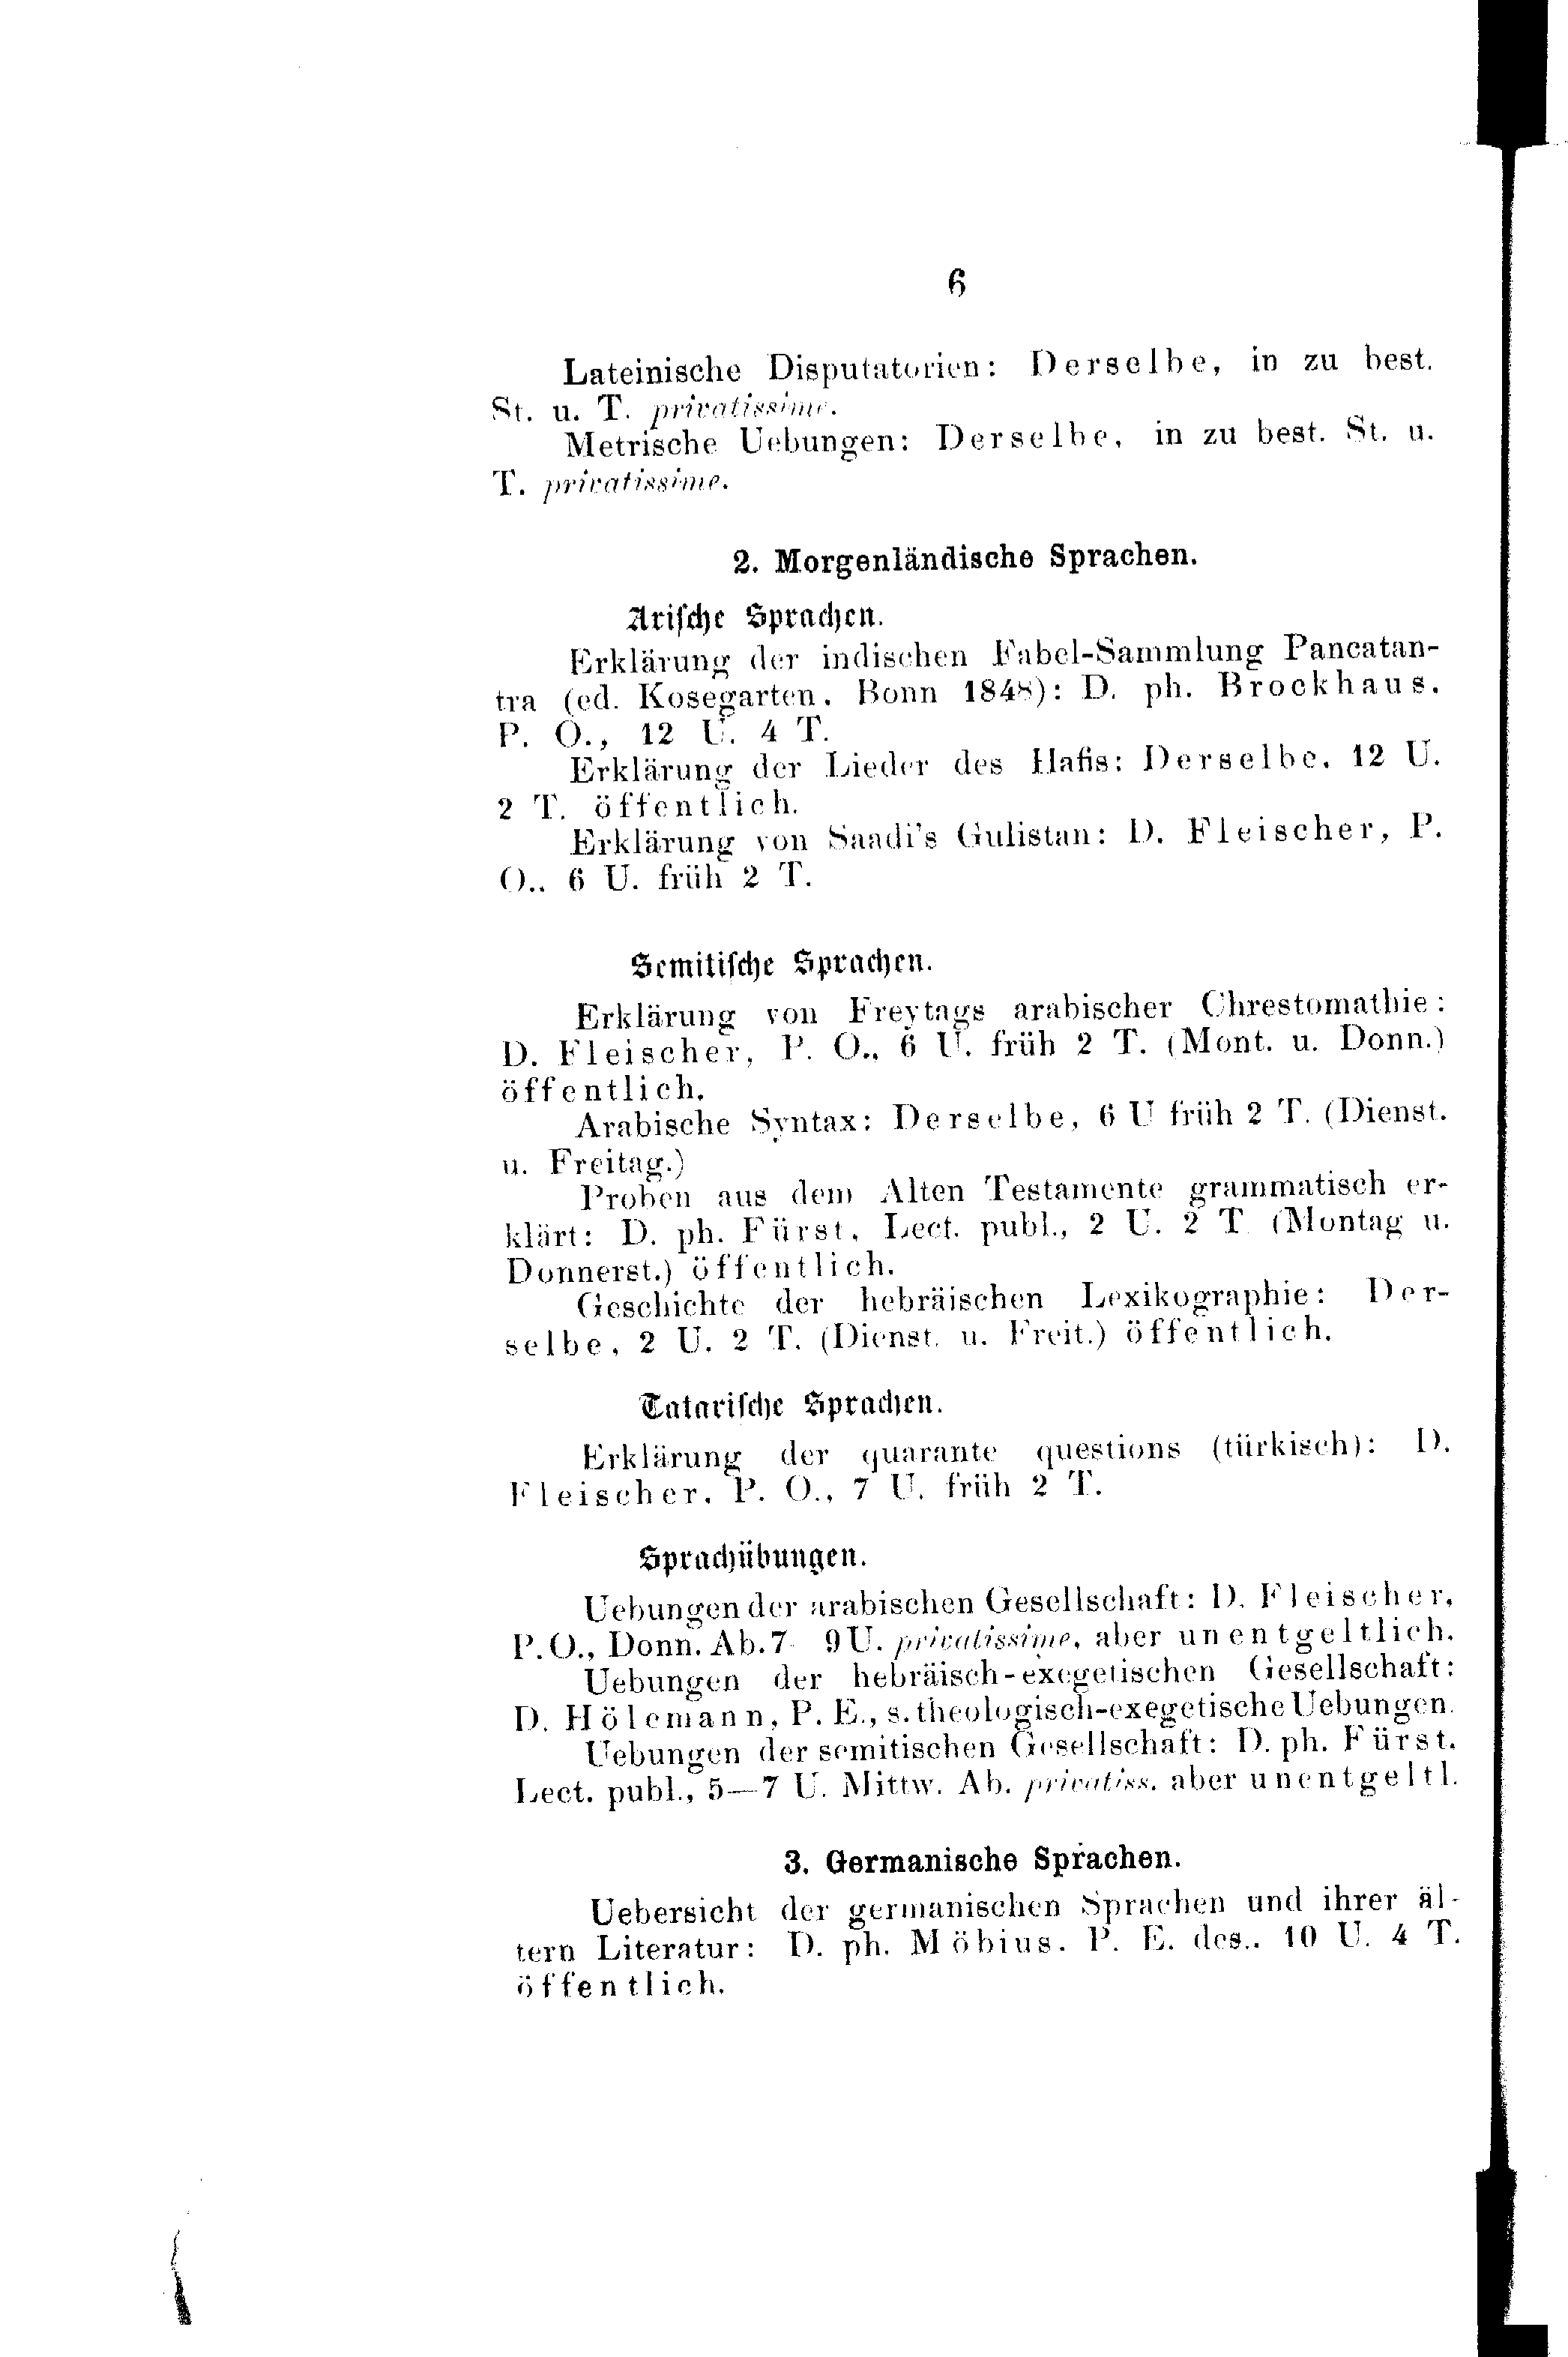 6
Lateinische Disputatorien: Derselbe, in zu best.
St. u. T. privatissime.
Metrische Uebungen: Derselbe, in zu best. St. u.
T. privatissime.
2. Morgenländische Sprachen.
Arische Sprachen.
Erklärung der indischen Fabel-Sammlung Pancatan-
tra (ed. Kosegarten. Bonn 1848): D. ph. Brockhaus.
P. O., 12 U. 4 T.
Erklärung der Lieder des Hafis: Derselbe. 12 U.
2 T. öffentlich.
Erklärung von Saadi's Gulistan: D. Fleischer, P.
O.. 6 U. früh 2 T.
Semitische Sprachen.
Erklärung von Freytags arabischer Chrestomathie:
D. Fleischer, P. O., 6 U. früh 2 T. (Mont. u. Donn.)
öffentlich.
Arabische Syntax: Derselbe, 6 U früh 2 T. (Dienst.
u. Freitag.)
Proben aus dem Alten Testamente grammatisch er-
klärt: D. ph. Fürst. Lect. publ., 2 U. 2 T (Montag u.
Donnerst.) öffentlich.
Geschichte der hebräischen Lexikographie: Der-
selbe, 2 U. 2 T. (Dienst. u. Freit.) öffentlich.
Tatarische Sprachen.
Erklärung der quarante questions (türkisch): D.
Fleischer. P. O., 7 U. früh 2 T.
Sprachübungen.
Uebungen der arabischen Gesellschaft: D. Fleischer,
P. O., Donn. Ab. 7 9 U. privatissime, aber unentgeltlich.
Uebungen der hebräisch-exegetischen Gesellschaft:
D. Hölemann, P. E., s. theologisch-exegetische Uebungen.
Uebungen der semitischen Gesellschaft: D. ph. Fürst.
Lect. publ., 5—7 U. Mittw. Ab. privatiss. aber unentgeltl.
3. Germanische Sprachen.
Uebersicht der germanischen Sprachen und ihrer äl-
tern Literatur: D. ph. Möbius. P. E. des.. 10 U. 4 T.
öffentlich.